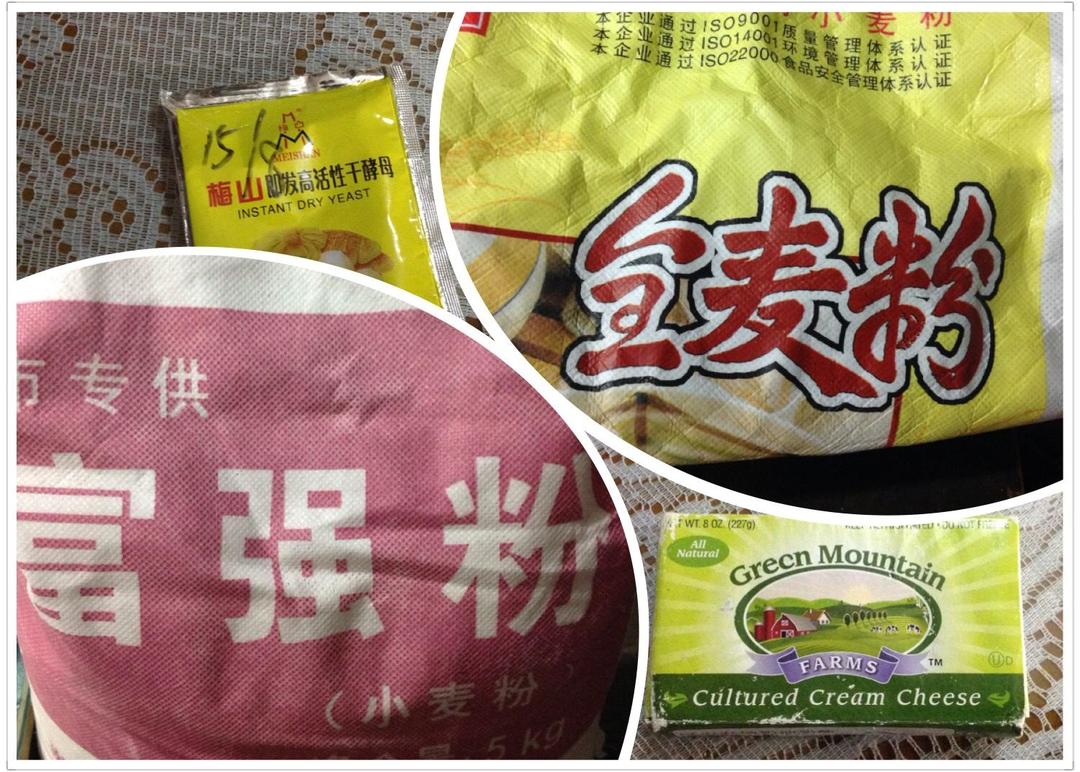 15/8
MEISHAN
梅山即发高活性干酵母
INSTANT DRY YEAST
小麦粉
本企业通过ISO9001质量管理体系认证
本企业通过ISO14001环境管理体系认证
本企业通过ISO22000食品安全管理体系认证
全麦粉
市专供
富强粉
(小麦粉)
5kg
NET WT. 8 OZ. (227g)
KEEP REFRIGERATED • DO NOT FREEZE
All
Natural
Green Mountain
FARMS
TM
U D
Cultured Cream Cheese